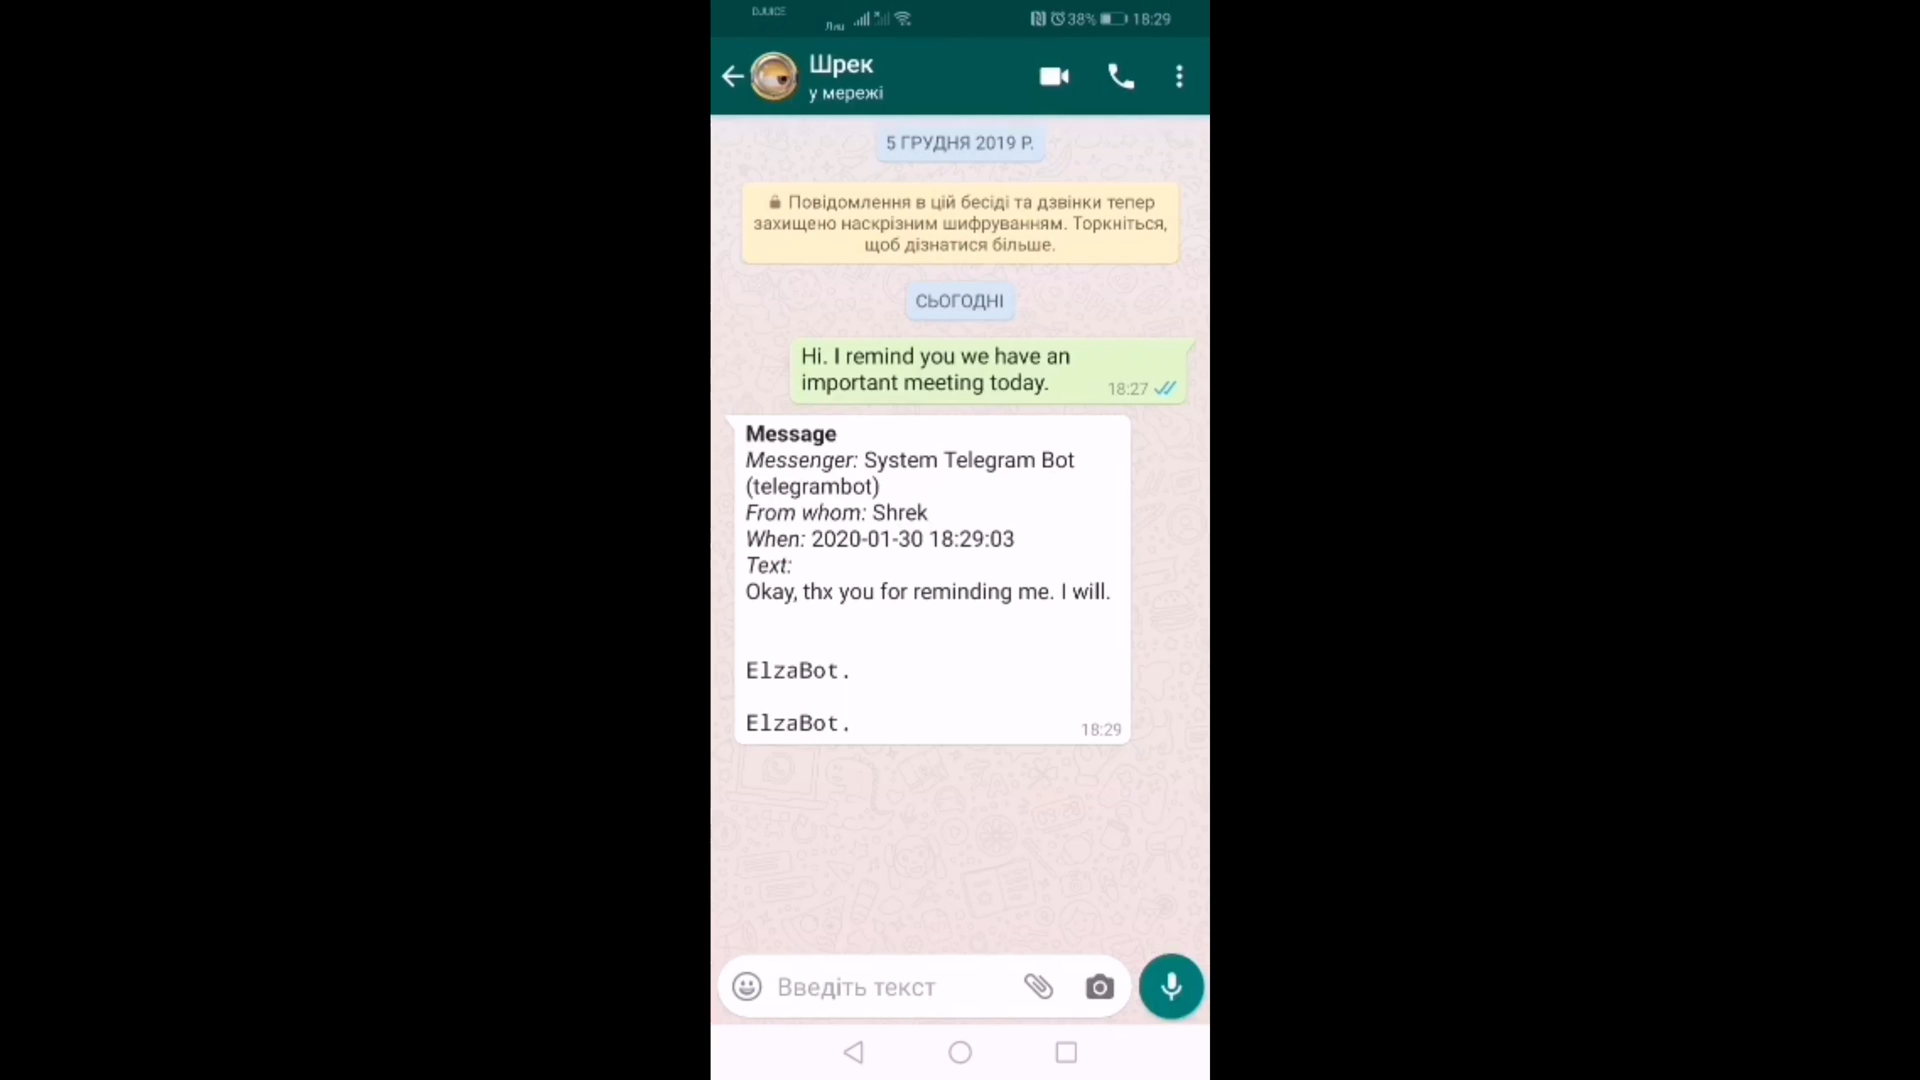 DJUICE
Лиш
38% 18:29
Шрек
у мережі
5 ГРУДНЯ 2019 Р.
Повідомлення в цій бесіді та дзвінки тепер
захищено наскрізним шифруванням. Торкніться,
щоб дізнатися більше.
СЬОГОДНІ
Hi. I remind you we have an
important meeting today.
18:27
Message
Messenger: System Telegram Bot
(telegrambot)
From whom: Shrek
When: 2020-01-30 18:29:03
Text:
Okay, thx you for reminding me. I will.
ElzaBot.
ElzaBot.
18:29
Введіть текст